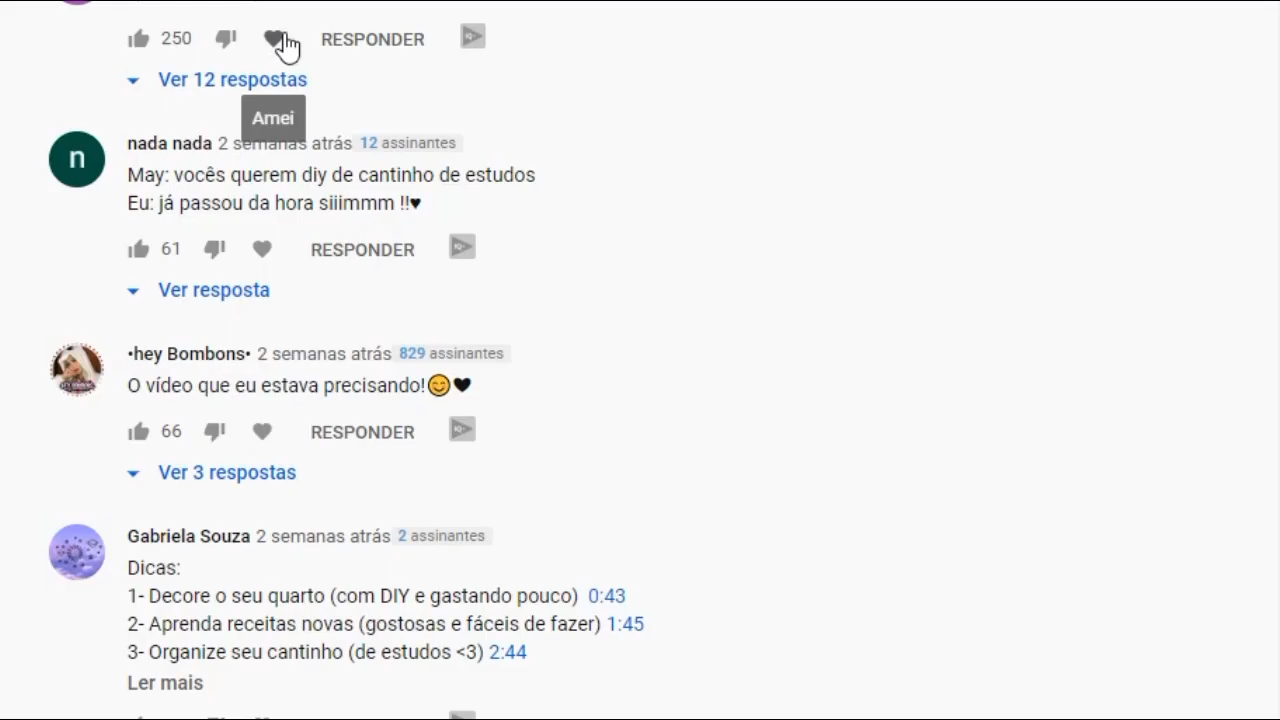 250 RESPONDER
Ver 12 respostas
Amei
n
nada nada 2 semanas atrás 12 assinantes
May: vocês querem diy de cantinho de estudos
Eu: já passou da hora siiimmm !!♥
61 RESPONDER
Ver resposta
•hey Bombons• 2 semanas atrás 829 assinantes
O vídeo que eu estava precisando!😊🖤
66 RESPONDER
Ver 3 respostas
Gabriela Souza 2 semanas atrás 2 assinantes
Dicas:
1- Decore o seu quarto (com DIY e gastando pouco) 0:43
2- Aprenda receitas novas (gostosas e fáceis de fazer) 1:45
3- Organize seu cantinho (de estudos <3) 2:44
Ler mais